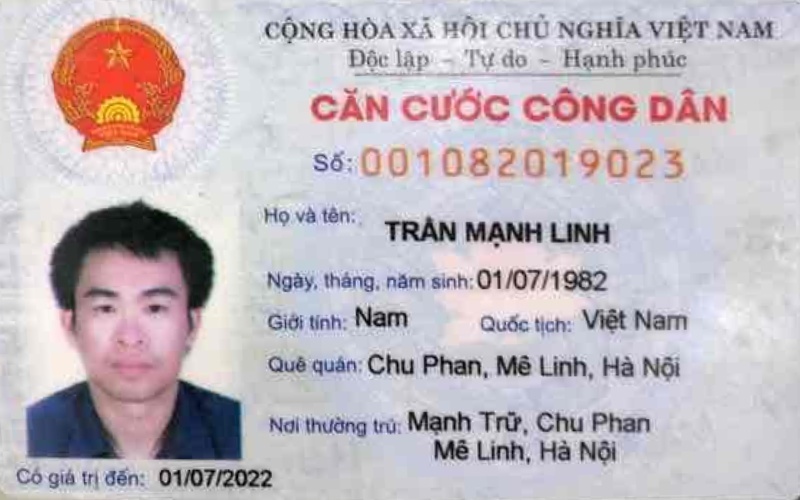 CỘNG HÒA XÃ HỘI CHỦ NGHĨA VIỆT NAM
Độc lập - Tự do - Hạnh phúc
CĂN CƯỚC CÔNG DÂN
Số: 001082019023
Họ và tên: TRẦN MẠNH LINH
Ngày, tháng, năm sinh: 01/07/1982
Giới tính: Nam Quốc tịch: Việt Nam
Quê quán: Chu Phan, Mê Linh, Hà Nội
Nơi thường trú: Mạnh Trữ, Chu Phan
Mê Linh, Hà Nội
Có giá trị đến: 01/07/2022